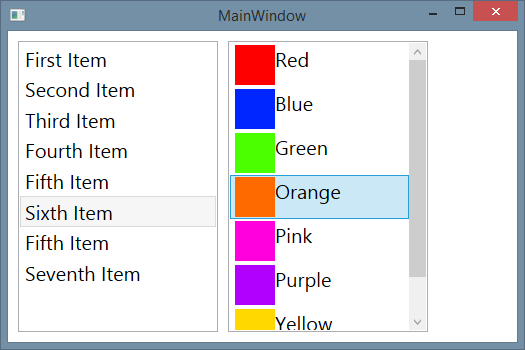 MainWindow
First Item
Second Item
Third Item
Fourth Item
Fifth Item
Sixth Item
Fifth Item
Seventh Item
Red
Blue
Green
Orange
Pink
Purple
Yellow